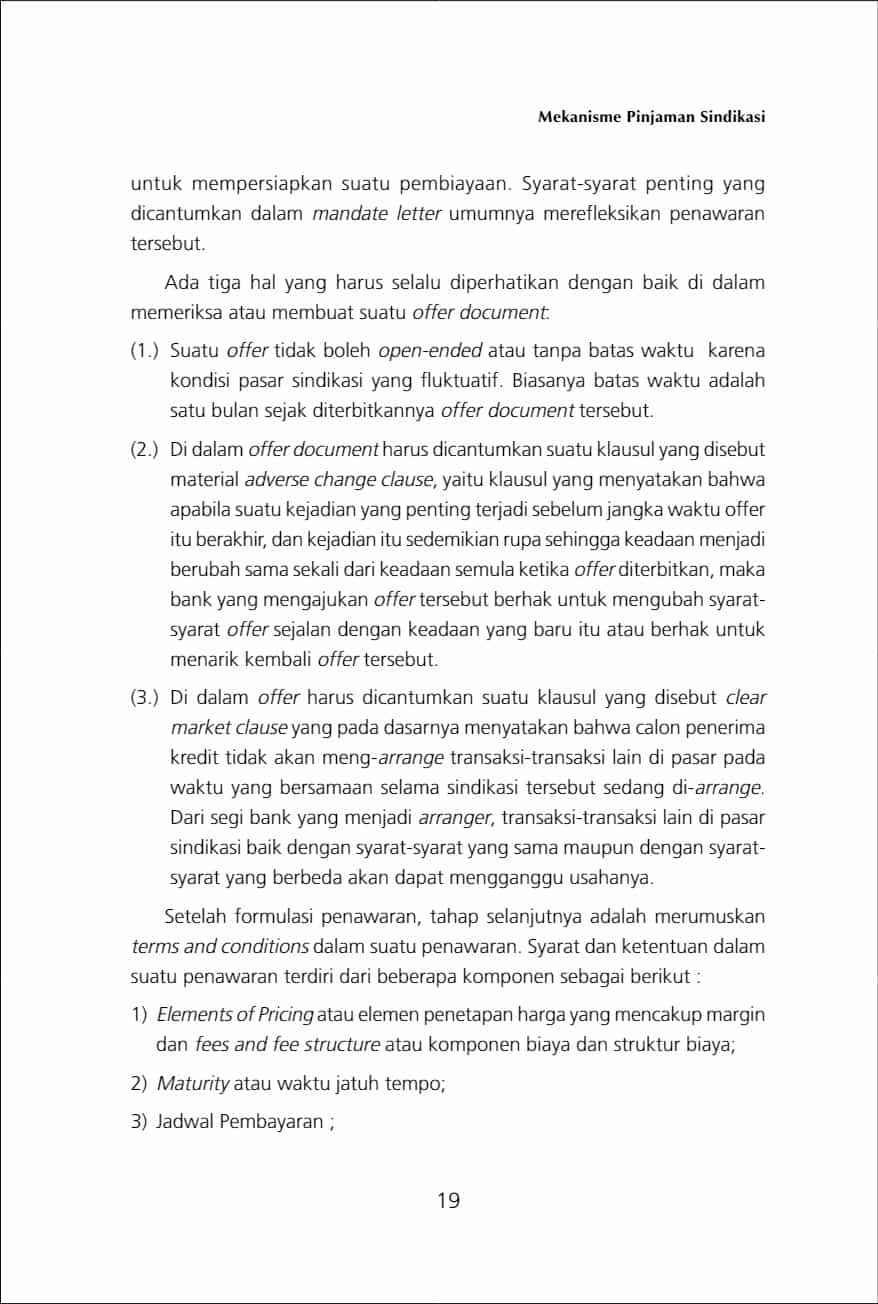 Mekanisme Pinjaman Sindikasi
untuk mempersiapkan suatu pembiayaan. Syarat-syarat penting yang
dicantumkan dalam mandate letter umumnya merefleksikan penawaran
tersebut.
Ada tiga hal yang harus selalu diperhatikan dengan baik di dalam
memeriksa atau membuat suatu offer document:
(1.) Suatu offer tidak boleh open-ended atau tanpa batas waktu karena
kondisi pasar sindikasi yang fluktuatif. Biasanya batas waktu adalah
satu bulan sejak diterbitkannya offer document tersebut.
(2.) Di dalam offer document harus dicantumkan suatu klausul yang disebut
material adverse change clause, yaitu klausul yang menyatakan bahwa
apabila suatu kejadian yang penting terjadi sebelum jangka waktu offer
itu berakhir, dan kejadian itu sedemikian rupa sehingga keadaan menjadi
berubah sama sekali dari keadaan semula ketika offer diterbitkan, maka
bank yang mengajukan offer tersebut berhak untuk mengubah syarat-
syarat offer sejalan dengan keadaan yang baru itu atau berhak untuk
menarik kembali offer tersebut.
(3.) Di dalam offer harus dicantumkan suatu klausul yang disebut clear
market clause yang pada dasarnya menyatakan bahwa calon penerima
kredit tidak akan meng-arrange transaksi-transaksi lain di pasar pada
waktu yang bersamaan selama sindikasi tersebut sedang di-arrange.
Dari segi bank yang menjadi arranger, transaksi-transaksi lain di pasar
sindikasi baik dengan syarat-syarat yang sama maupun dengan syarat-
syarat yang berbeda akan dapat mengganggu usahanya.
Setelah formulasi penawaran, tahap selanjutnya adalah merumuskan
terms and conditions dalam suatu penawaran. Syarat dan ketentuan dalam
suatu penawaran terdiri dari beberapa komponen sebagai berikut :
1) Elements of Pricing atau elemen penetapan harga yang mencakup margin
dan fees and fee structure atau komponen biaya dan struktur biaya;
2) Maturity atau waktu jatuh tempo;
3) Jadwal Pembayaran ;
19